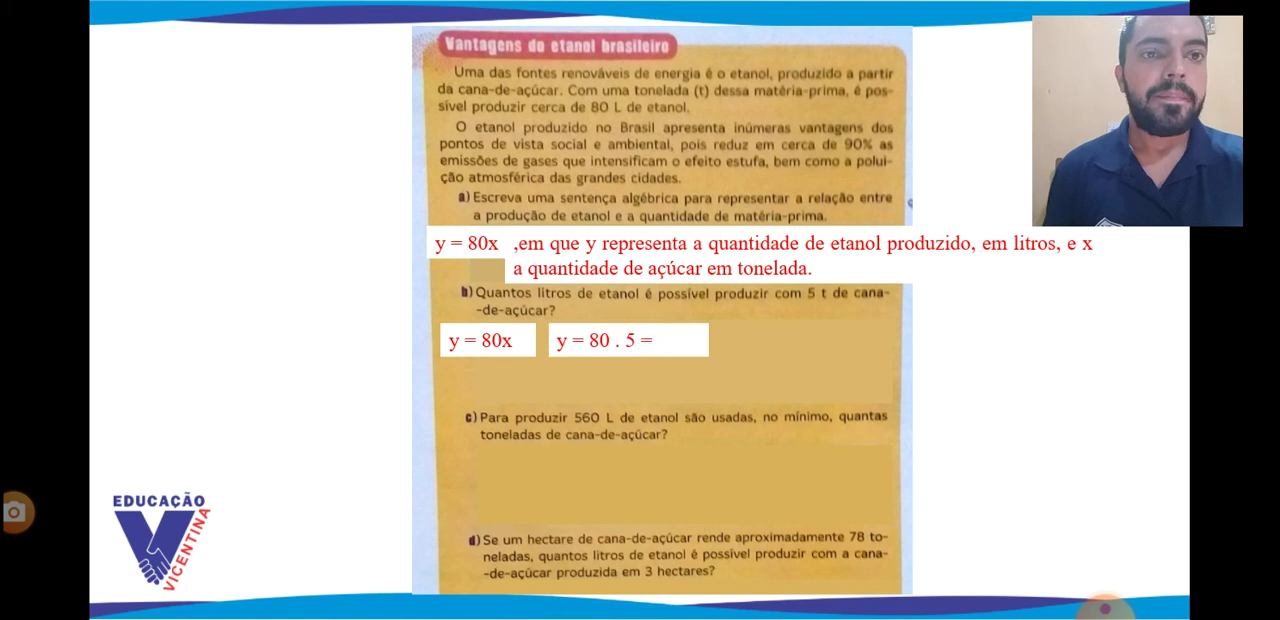 Vantagens do etanol brasileiro
Uma das fontes renováveis de energia é o etanol, produzido a partir
da cana-de-açúcar. Com uma tonelada (t) dessa matéria-prima, é pos-
sível produzir cerca de 80 L de etanol.
O etanol produzido no Brasil apresenta inúmeras vantagens dos
pontos de vista social e ambiental, pois reduz em cerca de 90% as
emissões de gases que intensificam o efeito estufa, bem como a polui-
ção atmosférica das grandes cidades.
a) Escreva uma sentença algébrica para representar a relação entre
a produção de etanol e a quantidade de matéria-prima.
y = 80x ,em que y representa a quantidade de etanol produzido, em litros, e x
a quantidade de açúcar em tonelada.
b) Quantos litros de etanol é possível produzir com 5 t de cana-
-de-açúcar?
y = 80x y = 80 . 5 =
c) Para produzir 560 L de etanol são usadas, no mínimo, quantas
toneladas de cana-de-açúcar?
d) Se um hectare de cana-de-açúcar rende aproximadamente 78 to-
neladas, quantos litros de etanol é possível produzir com a cana-
-de-açúcar produzida em 3 hectares?
EDUCAÇÃO
VICENTINA